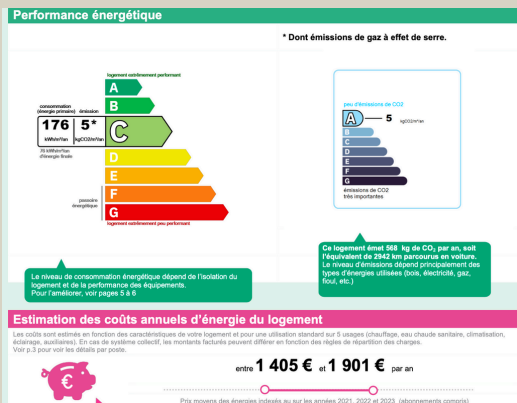 Performance énergétique
* Dont émissions de gaz à effet de serre.
logement extrêmement performant
A
B
consommation
(énergie primaire)
émission
176
5*
kWh/m²/an
kgCO2/m²/an
C
76 kWh/m²/an
d'énergie finale
D
E
passoire
énergétique
F
G
logement extrêmement peu performant
peu d'émissions de CO2
A
5
kgCO2/m²/an
B
C
D
E
F
G
émissions de CO2
très importantes
Le niveau de consommation énergétique dépend de l'isolation du
logement et de la performance des équipements.
Pour l'améliorer, voir pages 5 à 6
Ce logement émet 568 kg de CO₂ par an, soit
l'équivalent de 2942 km parcourus en voiture.
Le niveau d'émissions dépend principalement des
types d'énergies utilisées (bois, électricité, gaz,
fioul, etc.)
Estimation des coûts annuels d'énergie du logement
Les coûts sont estimés en fonction des caractéristiques de votre logement et pour une utilisation standard sur 5 usages (chauffage, eau chaude sanitaire, climatisation,
éclairage, auxiliaires). En cas de système collectif, les montants facturés peuvent différer en fonction des règles de répartition des charges.
Voir p.3 pour voir les détails par poste.
entre 1 405 € et 1 901 € par an
€
Prix moyens des énergies indexés au sur les années 2021, 2022 et 2023 (abonnements compris)